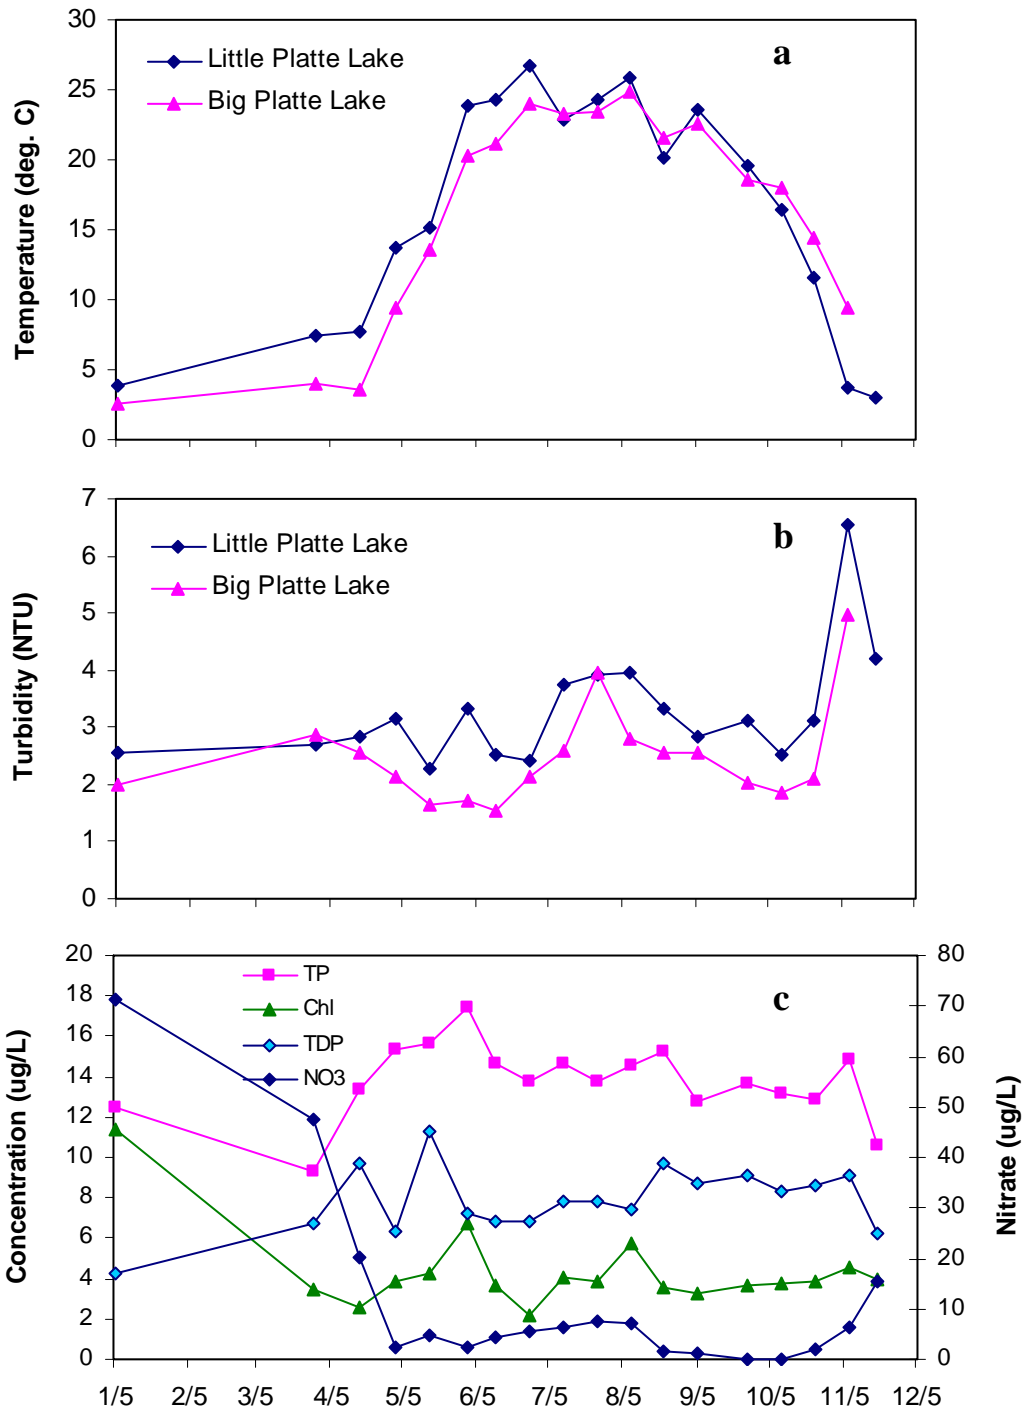 30
25
20
15
10
5
0
Temperature (deg. C)
Little Platte Lake
Big Platte Lake
a
7
6
5
4
3
2
1
0
Turbidity (NTU)
Little Platte Lake
Big Platte Lake
b
20
18
16
14
12
10
8
6
4
2
0
Concentration (ug/L)
TP
Chl
TDP
NO3
c
80
70
60
50
40
30
20
10
0
Nitrate (ug/L)
1/5 2/5 3/5 4/5 5/5 6/5 7/5 8/5 9/5 10/5 11/5 12/5